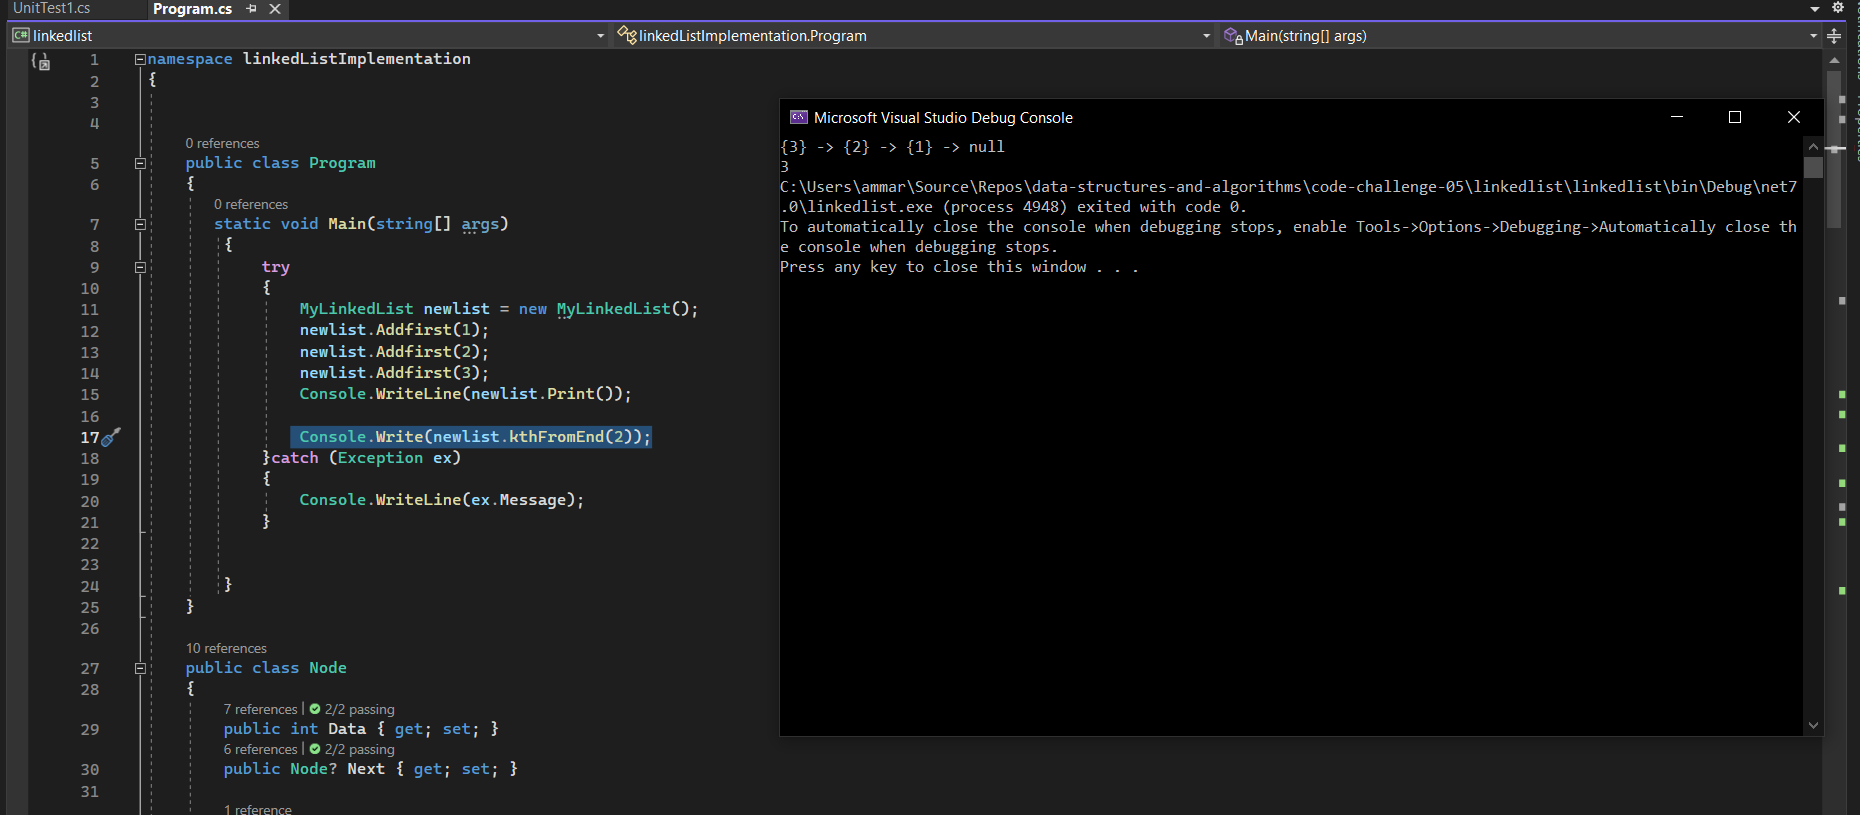 UnitTest1.cs
Program.cs
linkedlist
linkedListImplementation.Program
Main(string[] args)
1 namespace linkedListImplementation
2 {
3
4
0 references
5 public class Program
6 {
0 references
7 static void Main(string[] args)
8 {
9 try
10 {
11 MyLinkedList newlist = new MyLinkedList();
12 newlist.Addfirst(1);
13 newlist.Addfirst(2);
14 newlist.Addfirst(3);
15 Console.WriteLine(newlist.Print());
16
17 Console.Write(newlist.kthFromEnd(2));
18 }catch (Exception ex)
19 {
20 Console.WriteLine(ex.Message);
21 }
22
23
24 }
25 }
26
10 references
27 public class Node
28 {
7 references | 2/2 passing
29 public int Data { get; set; }
6 references | 2/2 passing
30 public Node? Next { get; set; }
31
1 reference
Microsoft Visual Studio Debug Console
{3} -> {2} -> {1} -> null
3
C:\Users\ammar\Source\Repos\data-structures-and-algorithms\code-challenge-05\linkedlist\linkedlist\bin\Debug\net7
.0\linkedlist.exe (process 4948) exited with code 0.
To automatically close the console when debugging stops, enable Tools->Options->Debugging->Automatically close th
e console when debugging stops.
Press any key to close this window . . .